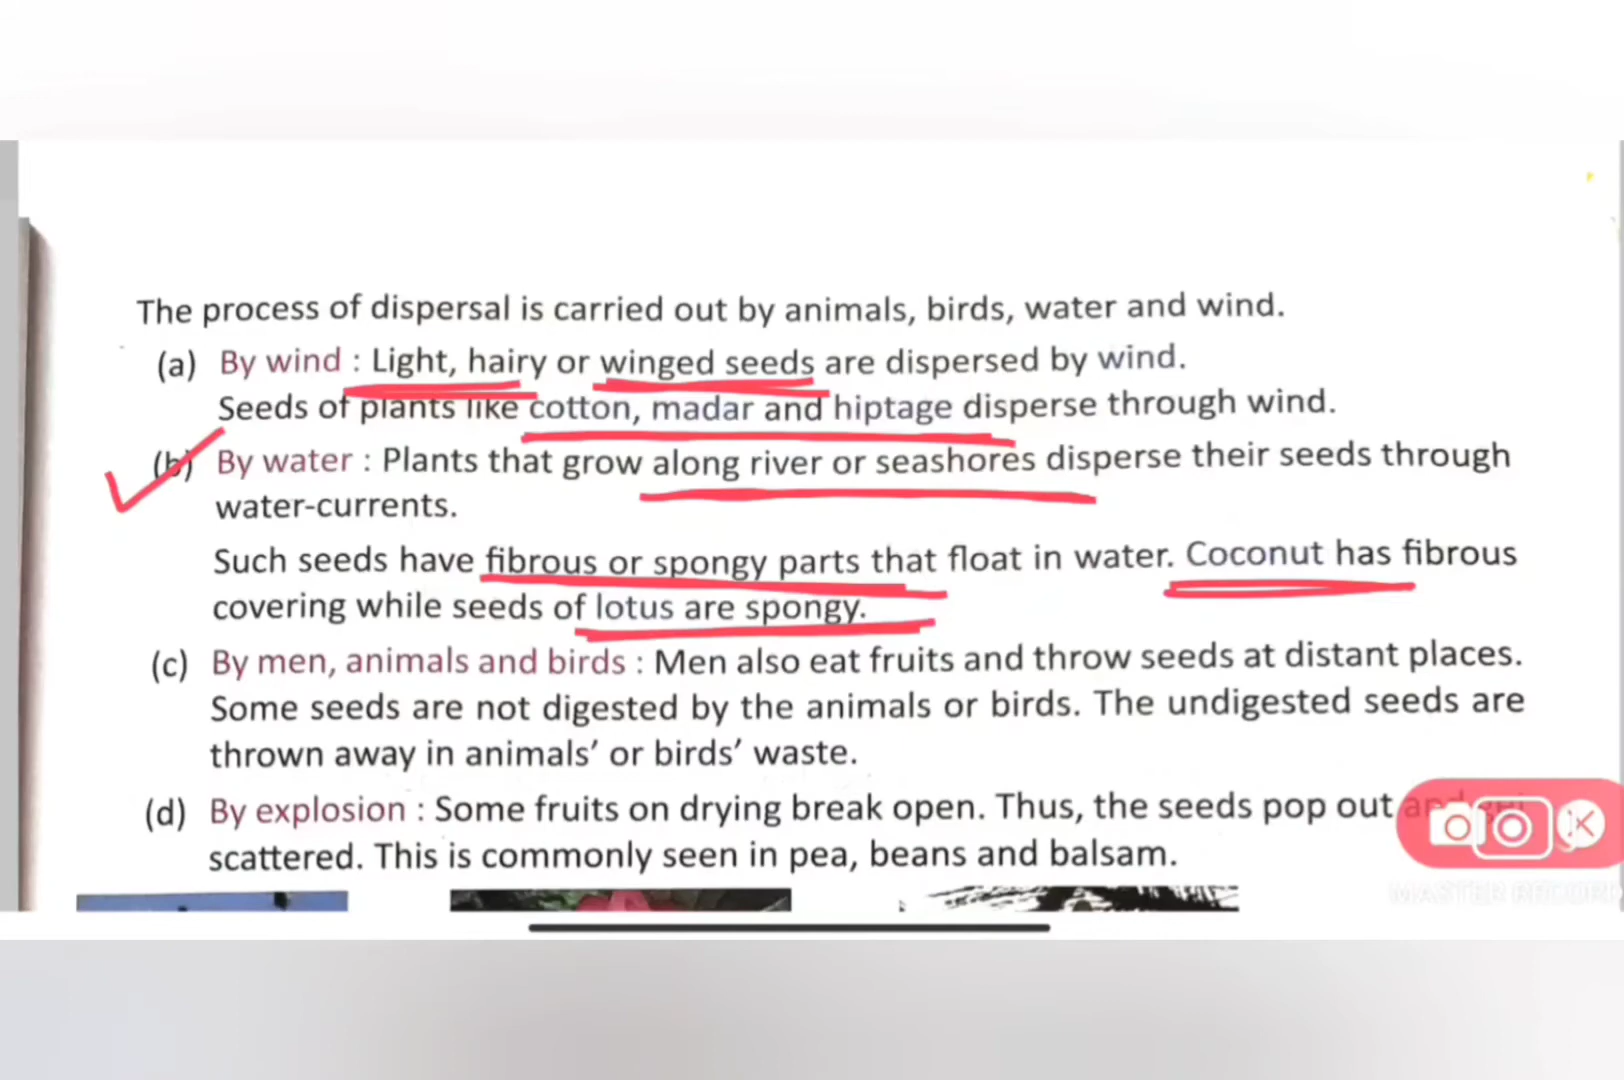 The process of dispersal is carried out by animals, birds, water and wind.
(a) By wind : Light, hairy or winged seeds are dispersed by wind.
Seeds of plants like cotton, madar and hiptage disperse through wind.
(b) By water : Plants that grow along river or seashores disperse their seeds through
water-currents.
Such seeds have fibrous or spongy parts that float in water. Coconut has fibrous
covering while seeds of lotus are spongy.
(c) By men, animals and birds : Men also eat fruits and throw seeds at distant places.
Some seeds are not digested by the animals or birds. The undigested seeds are
thrown away in animals’ or birds’ waste.
(d) By explosion : Some fruits on drying break open. Thus, the seeds pop out and get
scattered. This is commonly seen in pea, beans and balsam.
MASTER RECORD